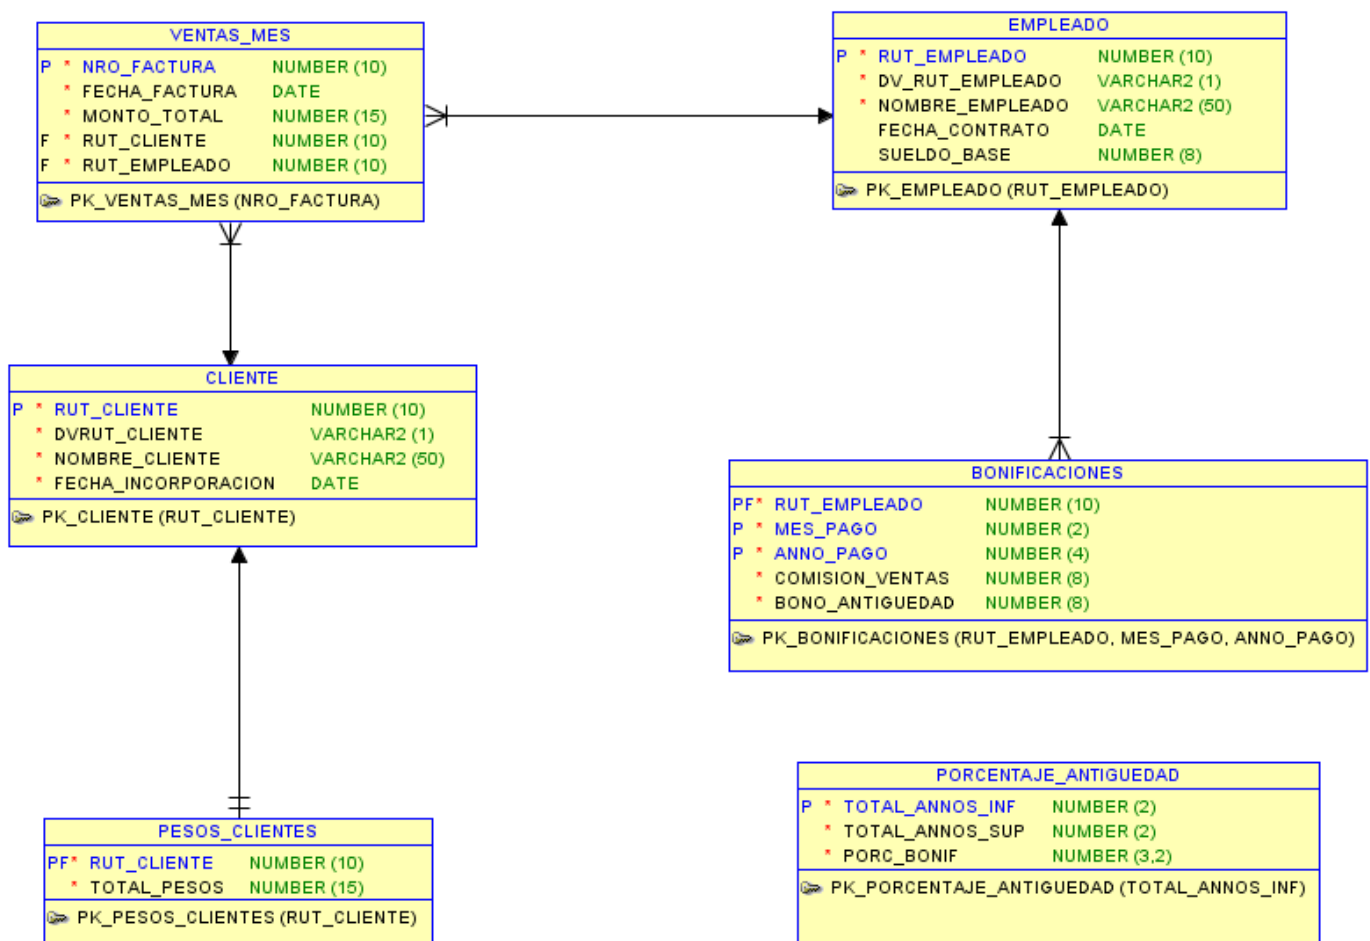 VENTAS_MES
P * NRO_FACTURA NUMBER (10)
* FECHA_FACTURA DATE
* MONTO_TOTAL NUMBER (15)
F * RUT_CLIENTE NUMBER (10)
F * RUT_EMPLEADO NUMBER (10)
PK_VENTAS_MES (NRO_FACTURA)
EMPLEADO
P * RUT_EMPLEADO NUMBER (10)
* DV_RUT_EMPLEADO VARCHAR2 (1)
* NOMBRE_EMPLEADO VARCHAR2 (50)
FECHA_CONTRATO DATE
SUELDO_BASE NUMBER (8)
PK_EMPLEADO (RUT_EMPLEADO)
CLIENTE
P * RUT_CLIENTE NUMBER (10)
* DVRUT_CLIENTE VARCHAR2 (1)
* NOMBRE_CLIENTE VARCHAR2 (50)
* FECHA_INCORPORACION DATE
PK_CLIENTE (RUT_CLIENTE)
BONIFICACIONES
PF* RUT_EMPLEADO NUMBER (10)
P * MES_PAGO NUMBER (2)
P * ANNO_PAGO NUMBER (4)
* COMISION_VENTAS NUMBER (8)
* BONO_ANTIGUEDAD NUMBER (8)
PK_BONIFICACIONES (RUT_EMPLEADO, MES_PAGO, ANNO_PAGO)
PESOS_CLIENTES
PF* RUT_CLIENTE NUMBER (10)
* TOTAL_PESOS NUMBER (15)
PK_PESOS_CLIENTES (RUT_CLIENTE)
PORCENTAJE_ANTIGUEDAD
P * TOTAL_ANNOS_INF NUMBER (2)
* TOTAL_ANNOS_SUP NUMBER (2)
* PORC_BONIF NUMBER (3,2)
PK_PORCENTAJE_ANTIGUEDAD (TOTAL_ANNOS_INF)